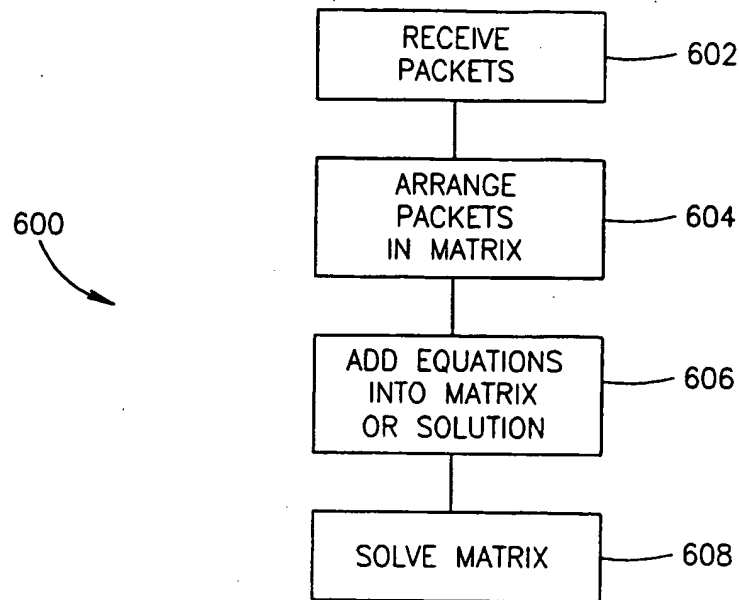 RECEIVE
PACKETS
602
ARRANGE
PACKETS
IN MATRIX
604
600
ADD EQUATIONS
INTO MATRIX
OR SOLUTION
606
SOLVE MATRIX
608